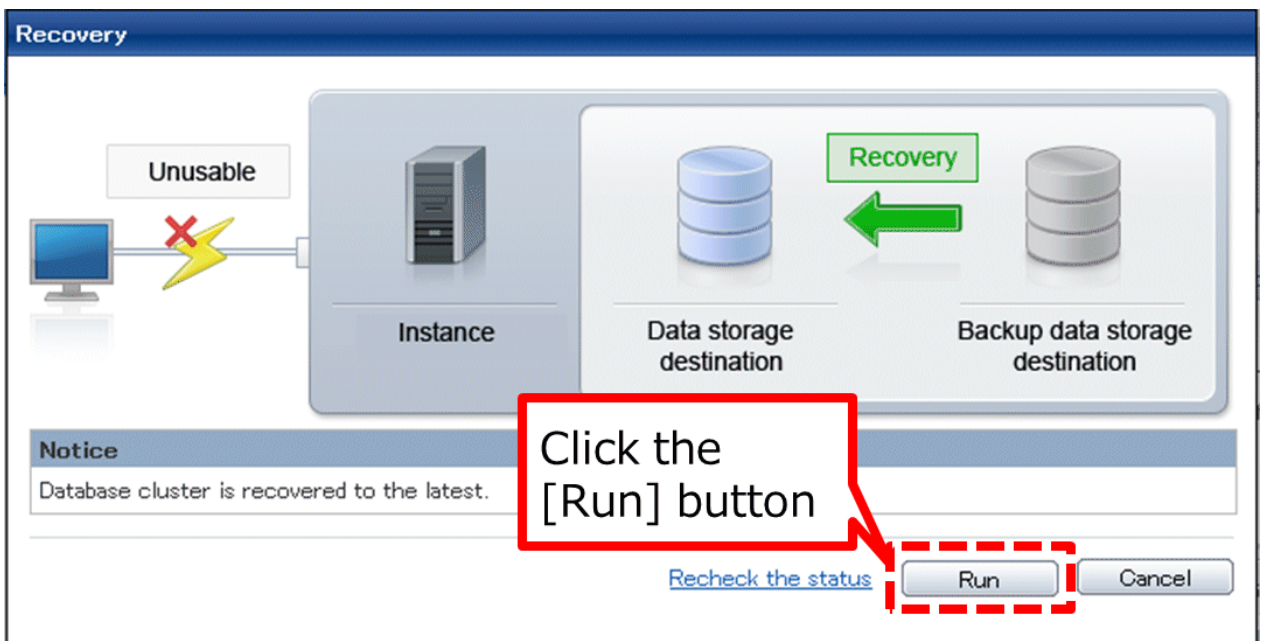 Recovery
Unusable
Recovery
Instance
Data storage
destination
Backup data storage
destination
Notice
Database cluster is recovered to the latest.
Click the
[Run] button
Recheck the status
Run
Cancel